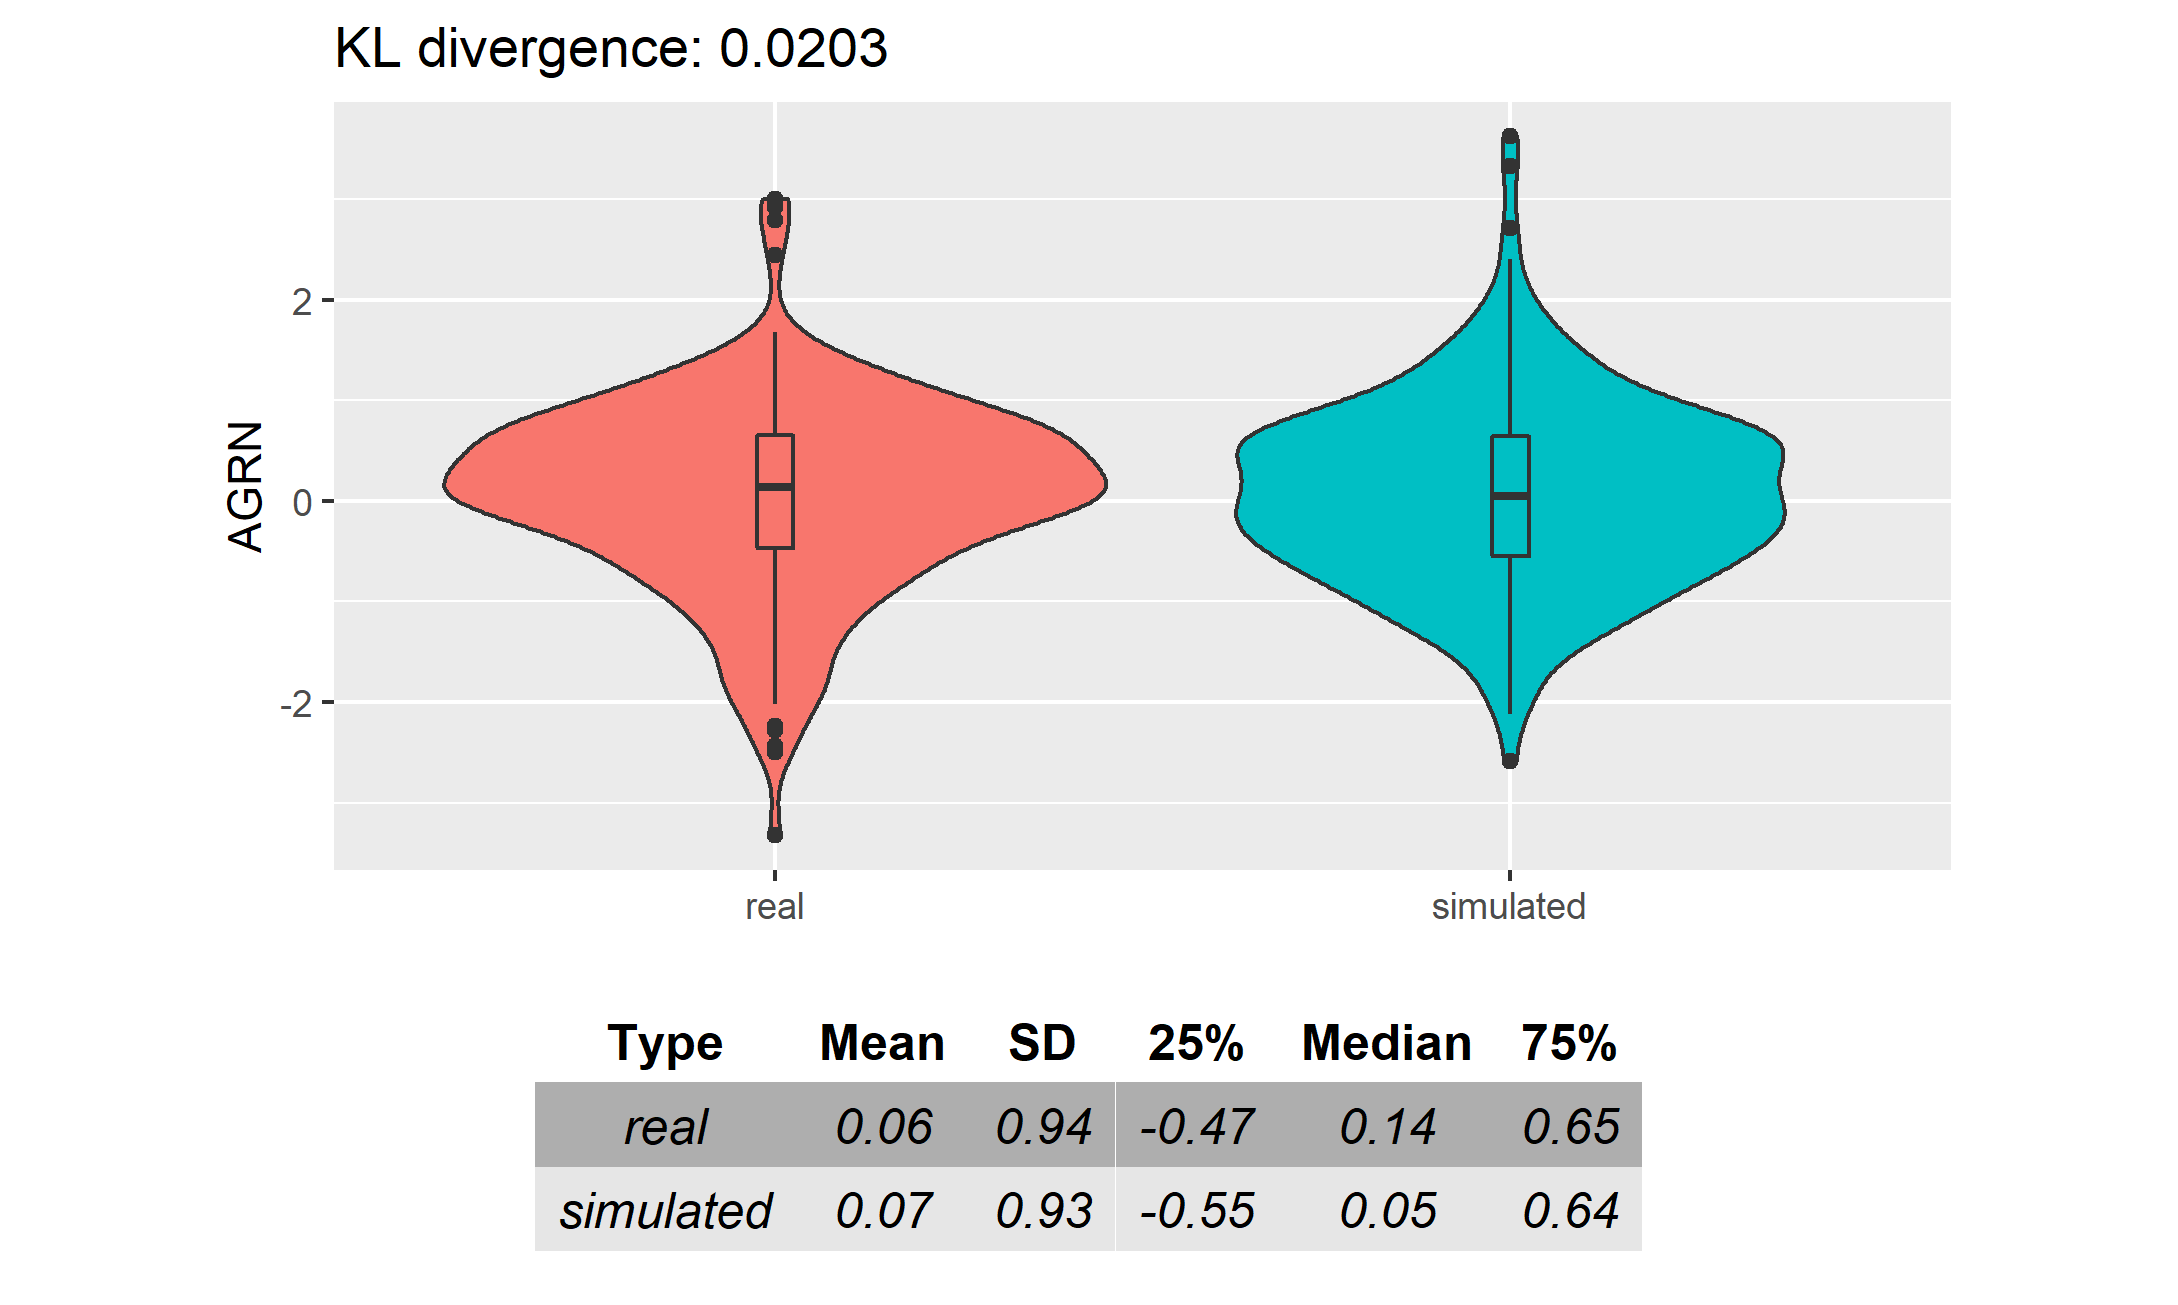 KL divergence: 0.0203
AGRN
2
0
-2
real simulated
Type Mean SD 25% Median 75%
real 0.06 0.94 -0.47 0.14 0.65
simulated 0.07 0.93 -0.55 0.05 0.64